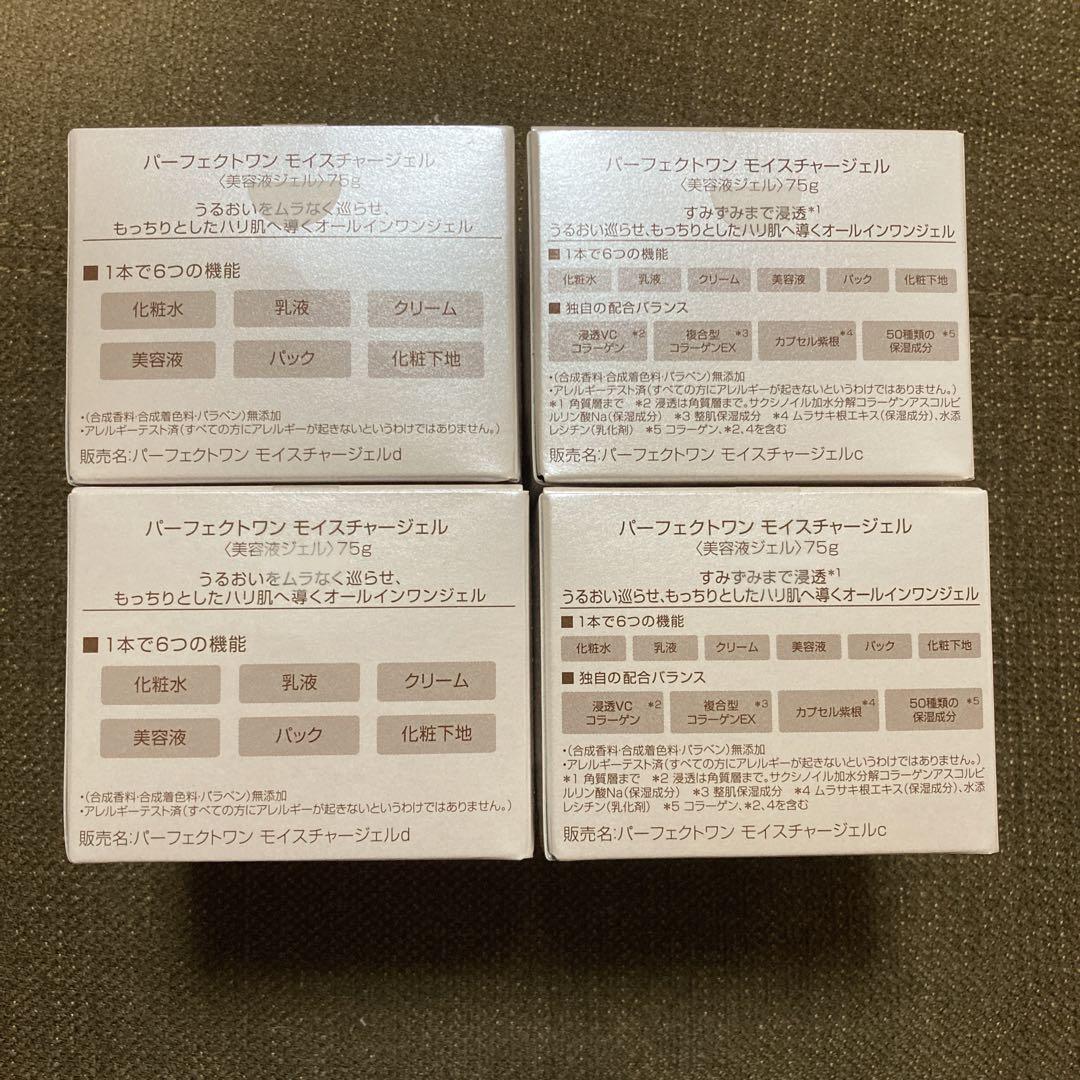 パーフェクトワン モイスチャージェル
〈美容液ジェル〉75g
うるおいをムラなく巡らせ、
もっちりとしたハリ肌へ導くオールインワンジェル
■1本で6つの機能
化粧水 乳液 クリーム
美容液 パック 化粧下地
・(合成香料・合成着色料・パラベン)無添加
・アレルギーテスト済(すべての方にアレルギーが起きないというわけではありません。)
販売名:パーフェクトワン モイスチャージェルd
パーフェクトワン モイスチャージェル
〈美容液ジェル〉75g
すみずみまで浸透*1
うるおい巡らせ、もっちりとしたハリ肌へ導くオールインワンジェル
■1本で6つの機能
化粧水 乳液 クリーム 美容液 パック 化粧下地
■独自の配合バランス
浸透VC *2 複合型 *3 カプセル紫根*4 50種類の *5
コラーゲン コラーゲンEX 保湿成分
・(合成香料・合成着色料・パラベン)無添加
・アレルギーテスト済(すべての方にアレルギーが起きないというわけではありません。)
*1 角質層まで *2 浸透は角質層まで。サクシノイル加水分解コラーゲンアスコルビ
ルリン酸Na(保湿成分) *3 整肌保湿成分 *4 ムラサキ根エキス(保湿成分)、水添
レシチン(乳化剤) *5 コラーゲン、*2、4を含む
販売名:パーフェクトワン モイスチャージェルc
パーフェクトワン モイスチャージェル
〈美容液ジェル〉75g
うるおいをムラなく巡らせ、
もっちりとしたハリ肌へ導くオールインワンジェル
■1本で6つの機能
化粧水 乳液 クリーム
美容液 パック 化粧下地
・(合成香料・合成着色料・パラベン)無添加
・アレルギーテスト済(すべての方にアレルギーが起きないというわけではありません。)
販売名:パーフェクトワン モイスチャージェルd
パーフェクトワン モイスチャージェル
〈美容液ジェル〉75g
すみずみまで浸透*1
うるおい巡らせ、もっちりとしたハリ肌へ導くオールインワンジェル
■1本で6つの機能
化粧水 乳液 クリーム 美容液 パック 化粧下地
■独自の配合バランス
浸透VC *2 複合型 *3 カプセル紫根*4 50種類の *5
コラーゲン コラーゲンEX 保湿成分
・(合成香料・合成着色料・パラベン)無添加
・アレルギーテスト済(すべての方にアレルギーが起きないというわけではありません。)
*1 角質層まで *2 浸透は角質層まで。サクシノイル加水分解コラーゲンアスコルビ
ルリン酸Na(保湿成分) *3 整肌保湿成分 *4 ムラサキ根エキス(保湿成分)、水添
レシチン(乳化剤) *5 コラーゲン、*2、4を含む
販売名:パーフェクトワン モイスチャージェルc